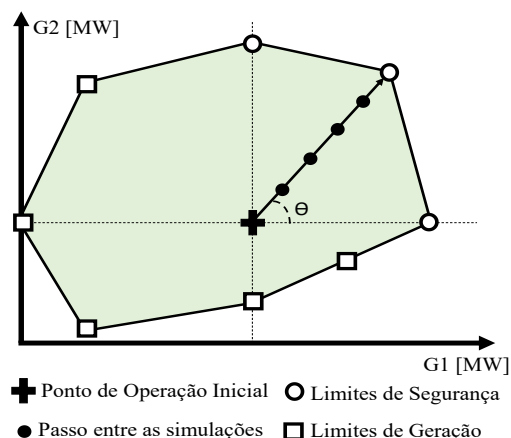 G2 [MW]
ϴ
G1 [MW]
Ponto de Operação Inicial
Limites de Segurança
Passo entre as simulações
Limites de Geração